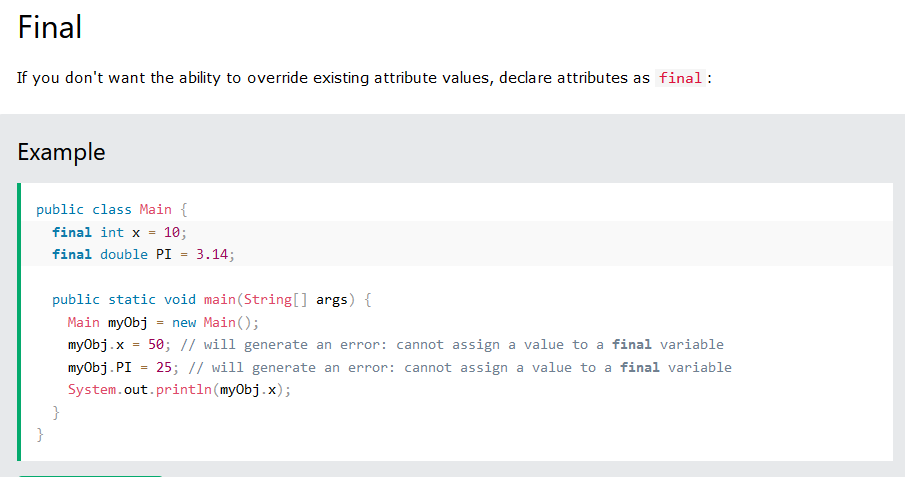 Final
If you don't want the ability to override existing attribute values, declare attributes as final:
Example
public class Main {
  final int x = 10;
  final double PI = 3.14;

  public static void main(String[] args) {
    Main myObj = new Main();
    myObj.x = 50; // will generate an error: cannot assign a value to a final variable
    myObj.PI = 25; // will generate an error: cannot assign a value to a final variable
    System.out.println(myObj.x);
  }
}